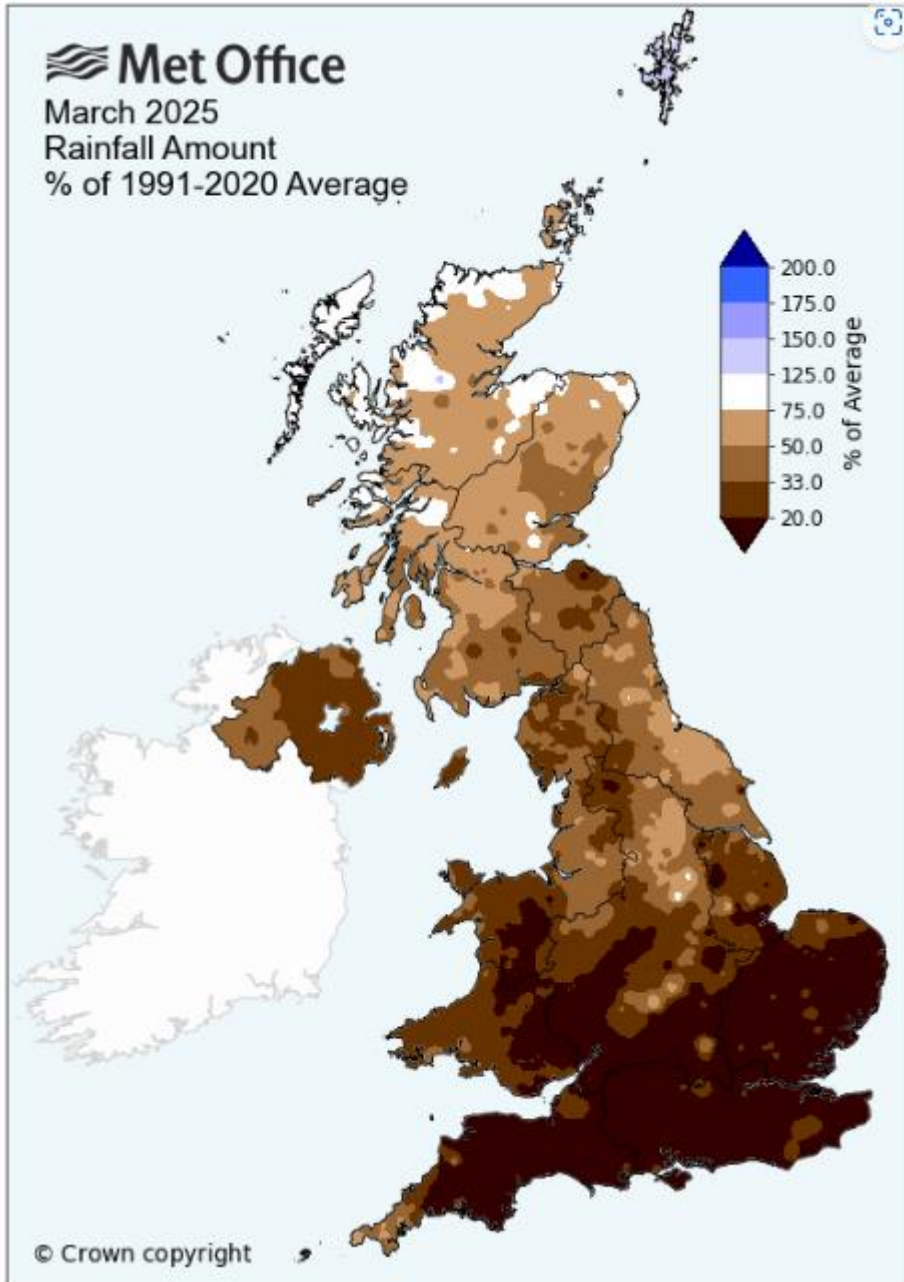 Met Office
March 2025
Rainfall Amount
% of 1991-2020 Average
200.0
175.0
150.0
125.0
75.0
50.0
33.0
20.0
% of Average
© Crown copyright